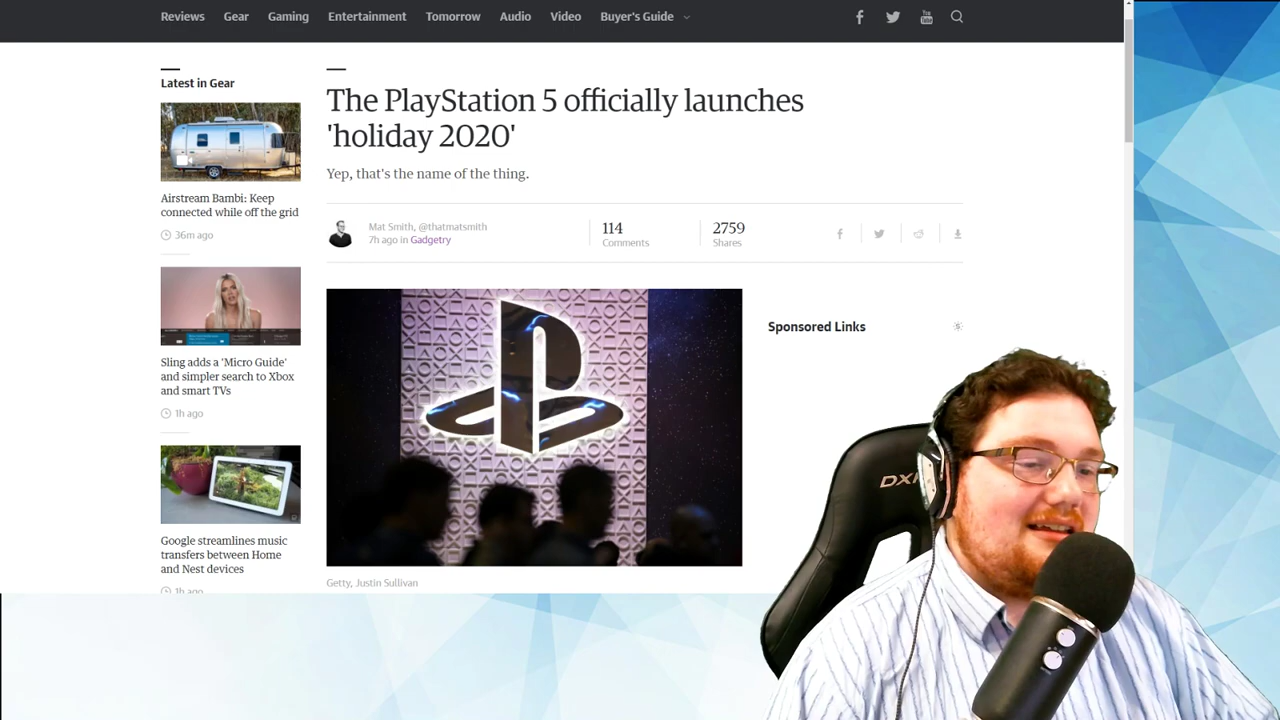 Reviews Gear Gaming Entertainment Tomorrow Audio Video Buyer's Guide
Latest in Gear
Airstream Bambi: Keep
connected while off the grid
36m ago
Sling adds a 'Micro Guide'
and simpler search to Xbox
and smart TVs
1h ago
Google streamlines music
transfers between Home
and Nest devices
1h ago
The PlayStation 5 officially launches
'holiday 2020'
Yep, that's the name of the thing.
Mat Smith, @thatmatsmith
7h ago in Gadgetry
114
Comments
2759
Shares
Getty, Justin Sullivan
Sponsored Links